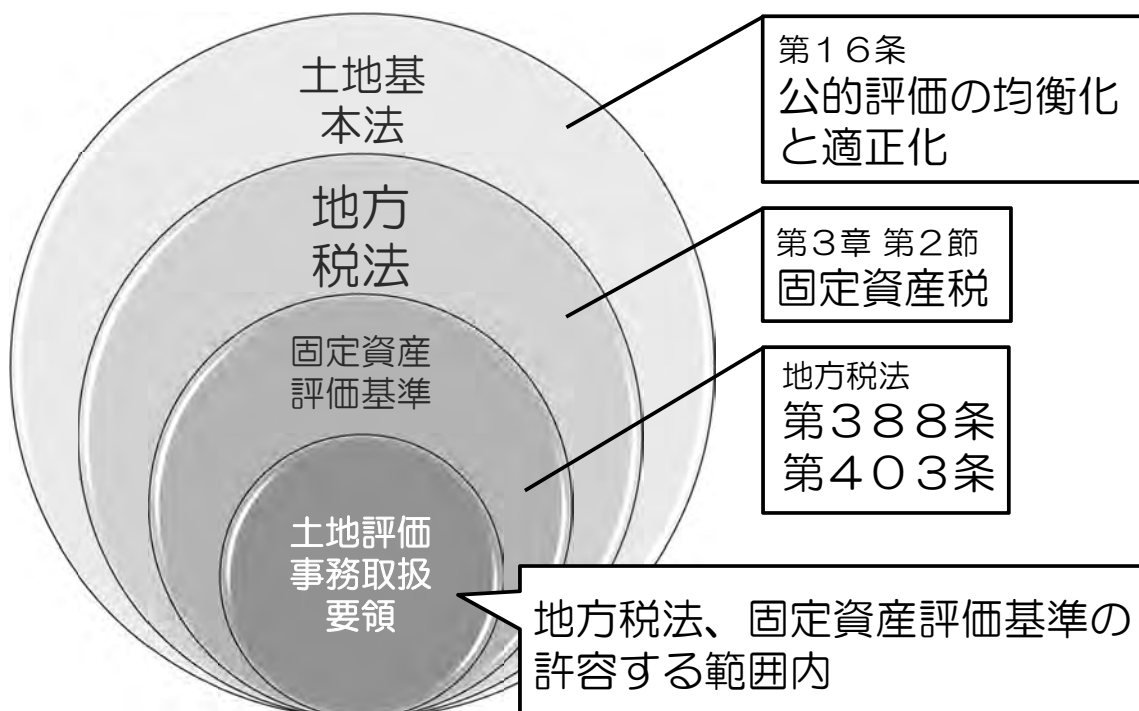 土地基
本法
地方
税法
固定資産
評価基準
土地評価
事務取扱
要領
第１６条
公的評価の均衡化
と適正化
第３章 第２節
固定資産税
地方税法
第３８８条
第４０３条
地方税法、固定資産評価基準の
許容する範囲内